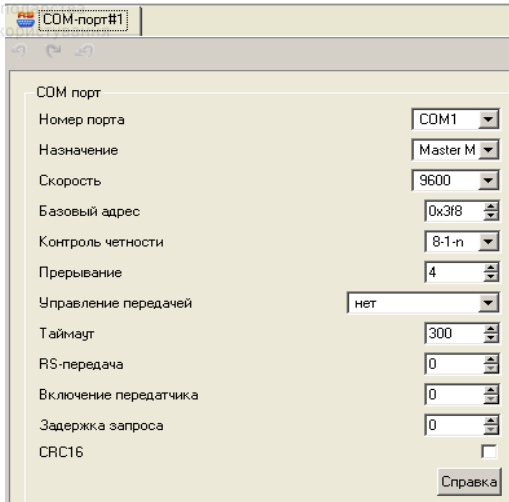 COM-порт#1
користування
COM порт
Номер порта COM1
Назначение Master M
Скорость 9600
Базовый адрес 0x3f8
Контроль четности 8-1-n
Прерывание 4
Управление передачей нет
Таймаут 300
RS-передача 0
Включение передатчика 0
Задержка запроса 0
CRC16
Справка